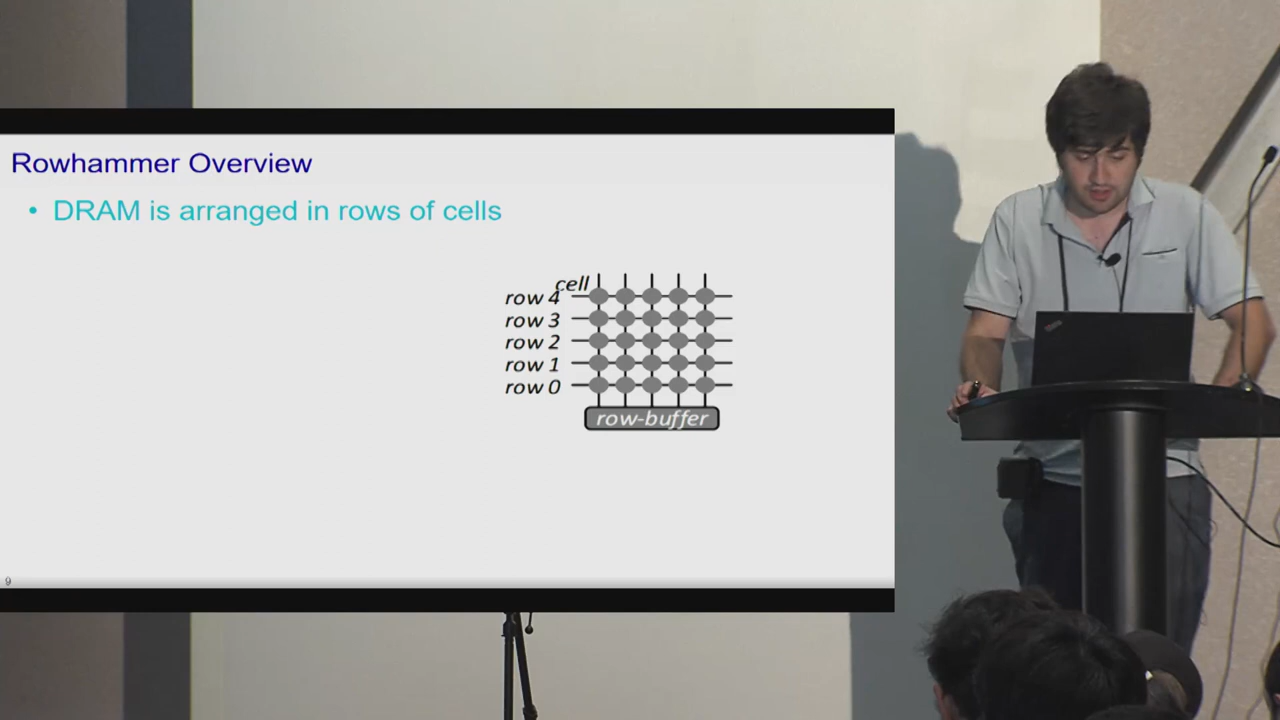 Rowhammer Overview
• DRAM is arranged in rows of cells
cell
row 4
row 3
row 2
row 1
row 0
row-buffer
9